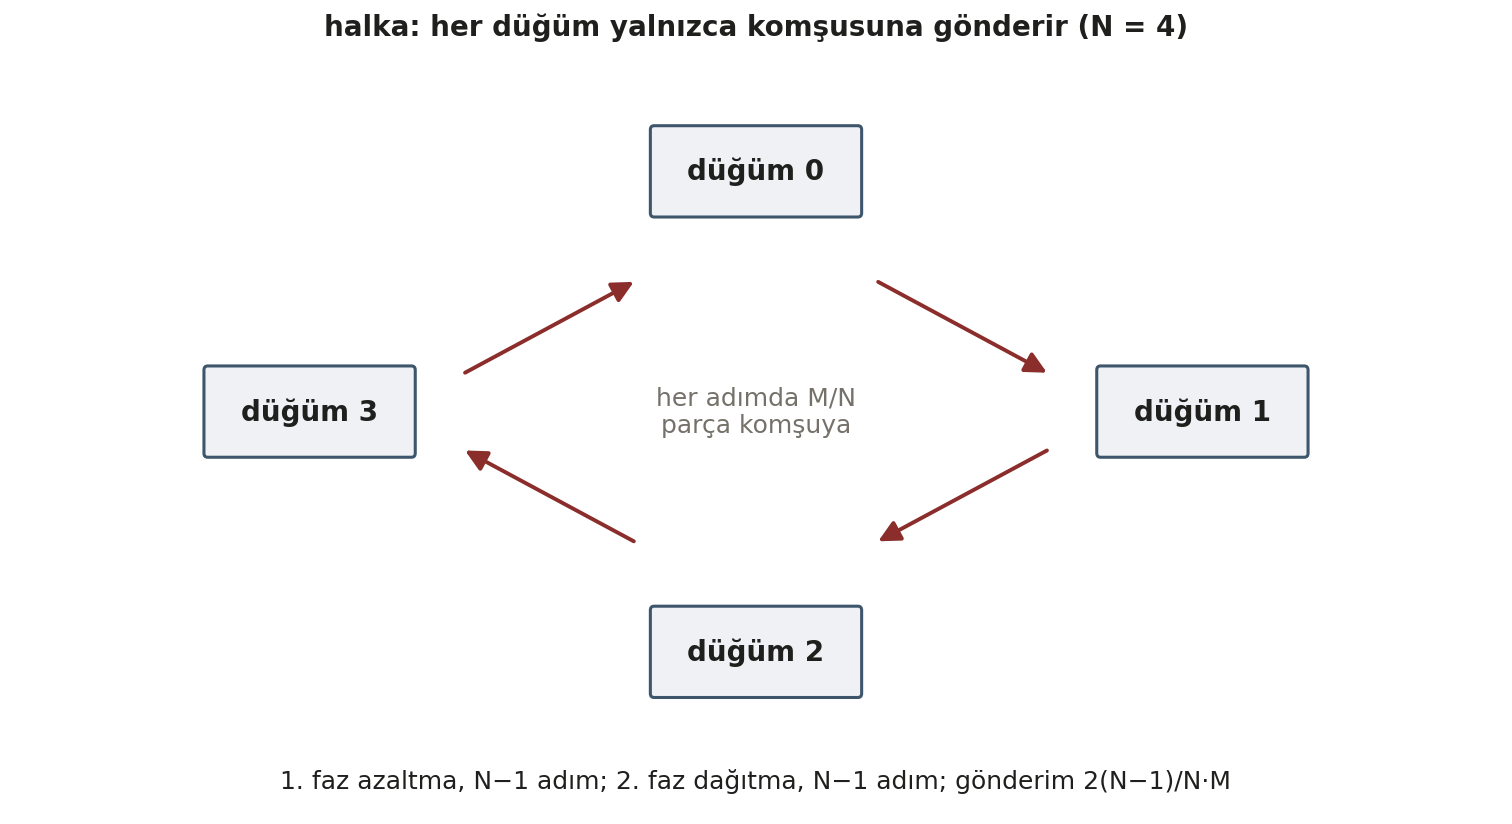 halka: her düğüm yalnızca komşusuna gönderir (N = 4)
düğüm 0
düğüm 3
her adımda M/N
parça komşuya
düğüm 1
düğüm 2
1. faz azaltma, N−1 adım; 2. faz dağıtma, N−1 adım; gönderim 2(N−1)/N·M